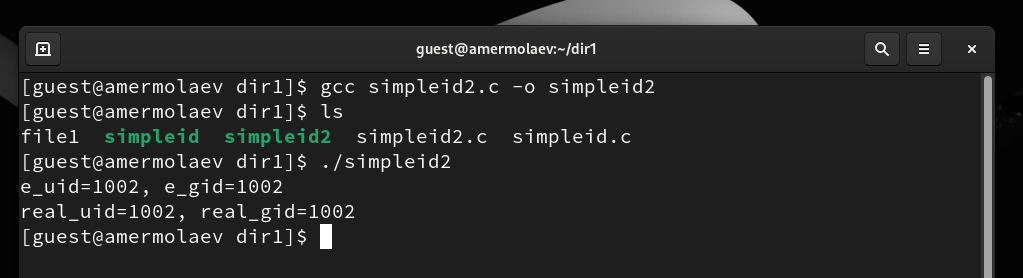 guest@amermolaev:~/dir1
[guest@amermolaev dir1]$ gcc simpleid2.c -o simpleid2
[guest@amermolaev dir1]$ ls
file1  simpleid  simpleid2  simpleid2.c  simpleid.c
[guest@amermolaev dir1]$ ./simpleid2
e_uid=1002, e_gid=1002
real_uid=1002, real_gid=1002
[guest@amermolaev dir1]$